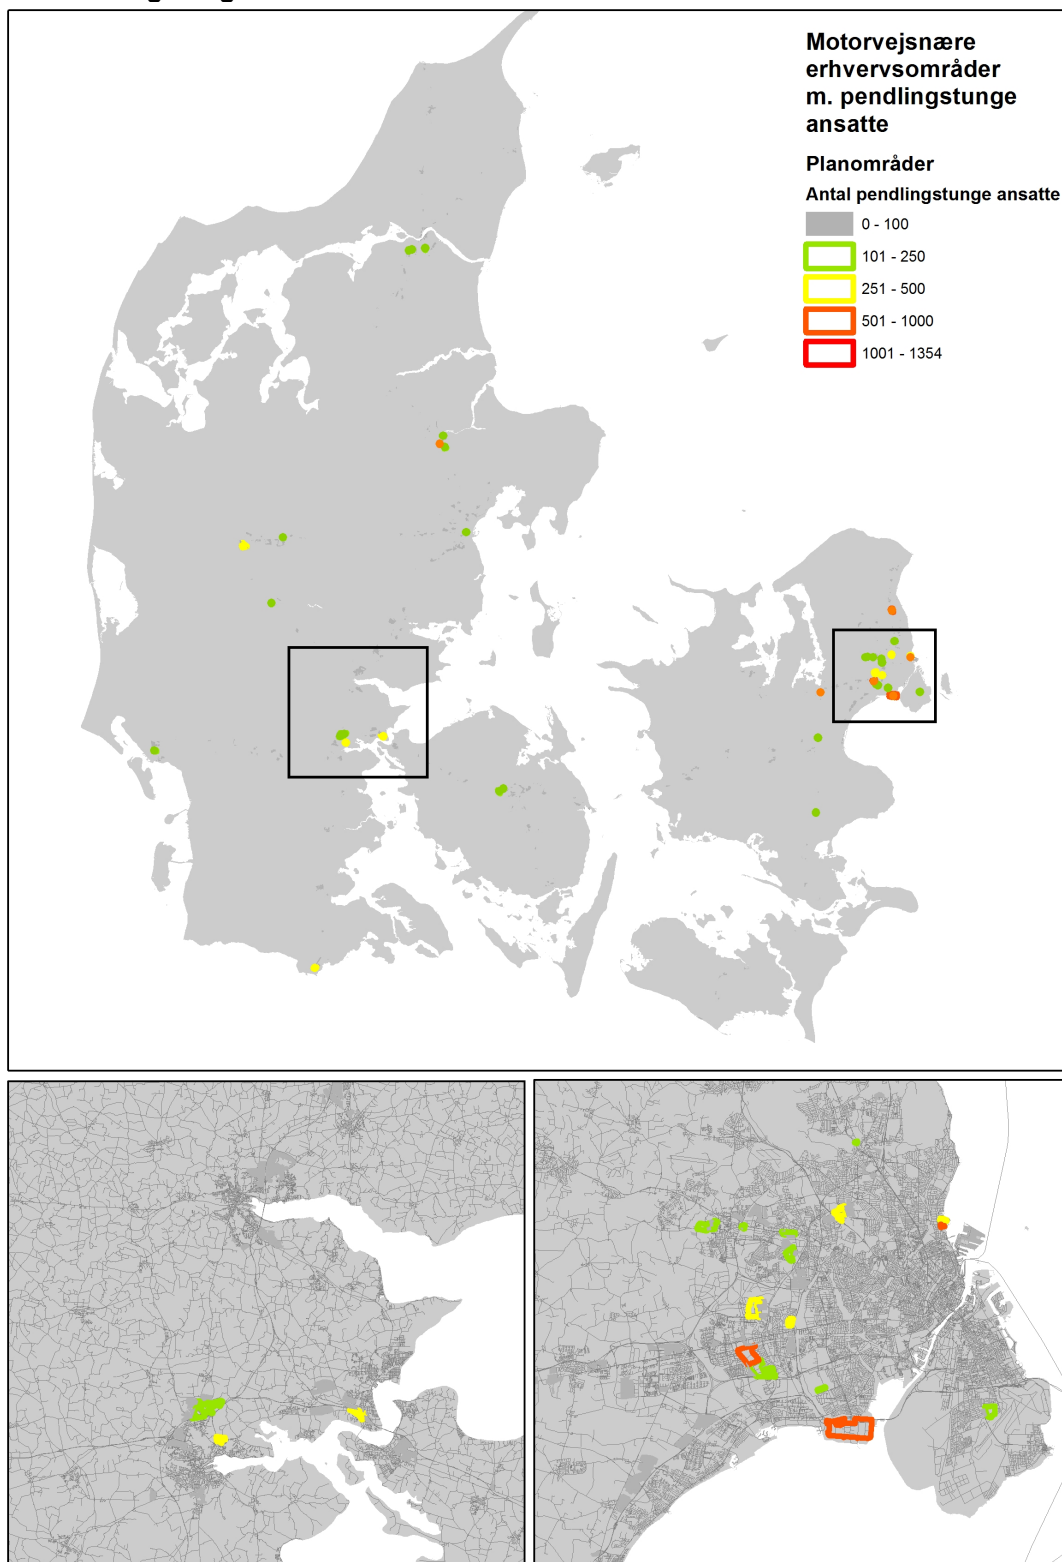 Motorvejsnære
erhvervsområder
m. pendlingstunge
ansatte
Planområder
Antal pendlingstunge ansatte
0 - 100
101 - 250
251 - 500
501 - 1000
1001 - 1354